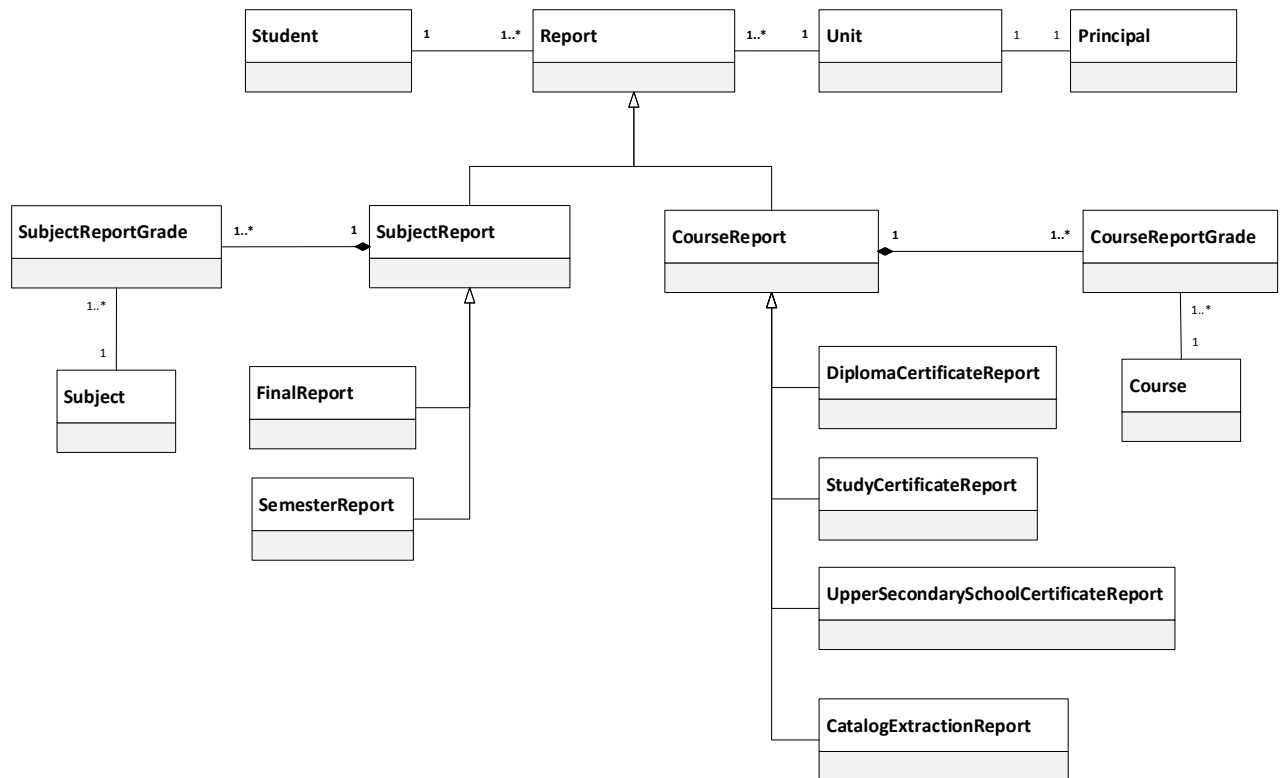 Student
1
1..*
Report
1..*
1
Unit
1
1
Principal
SubjectReportGrade
1..*
1
SubjectReport
CourseReport
1
1..*
CourseReportGrade
1..*
1
Subject
1..*
1
Course
FinalReport
SemesterReport
DiplomaCertificateReport
StudyCertificateReport
UpperSecondarySchoolCertificateReport
CatalogExtractionReport